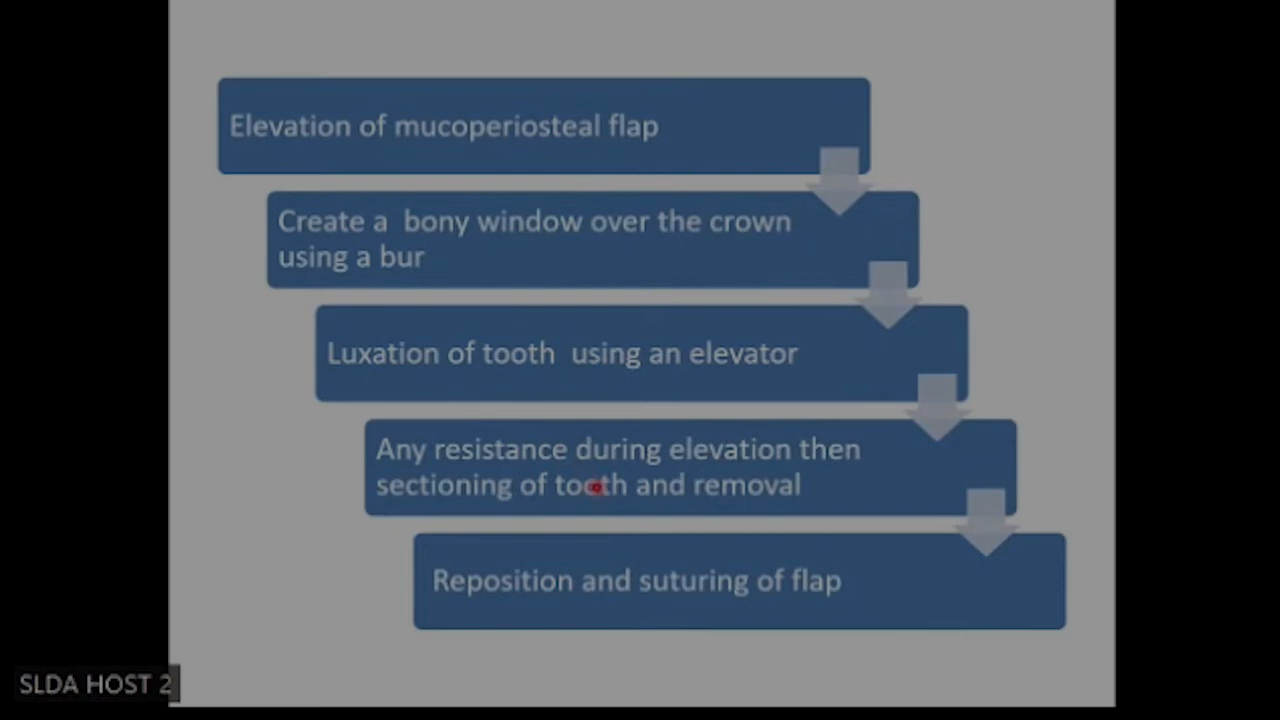 Elevation of mucoperiosteal flap
Create a bony window over the crown
using a bur
Luxation of tooth using an elevator
Any resistance during elevation then
sectioning of tooth and removal
Reposition and suturing of flap
SLDA HOST 2